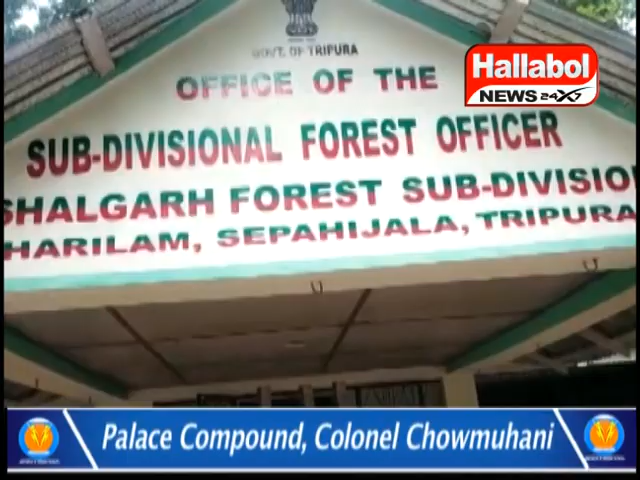 GOVT. OF TRIPURA
OFFICE OF THE
SUB-DIVISIONAL FOREST OFFICER
SHALGARH FOREST SUB-DIVISION
HARILAM, SEPAHIJALA, TRIPURA
Hallabol
NEWS 24X7
Palace Compound, Colonel Chowmuhani